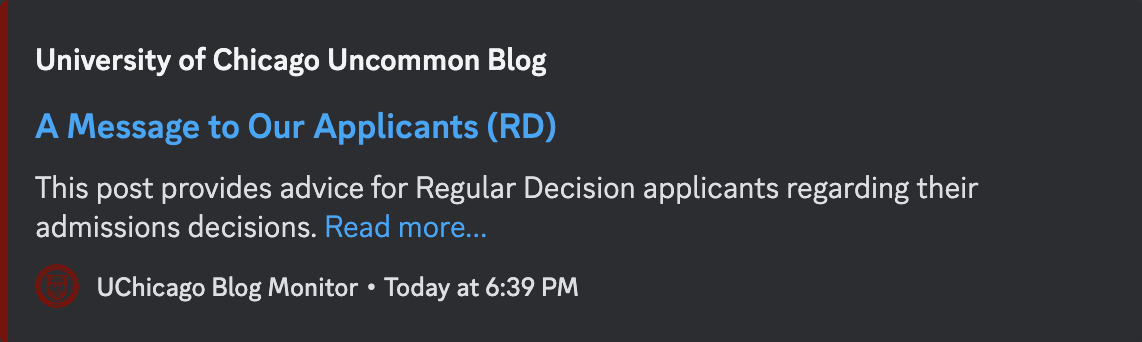 University of Chicago Uncommon Blog
A Message to Our Applicants (RD)
This post provides advice for Regular Decision applicants regarding their
admissions decisions. Read more...
UChicago Blog Monitor • Today at 6:39 PM